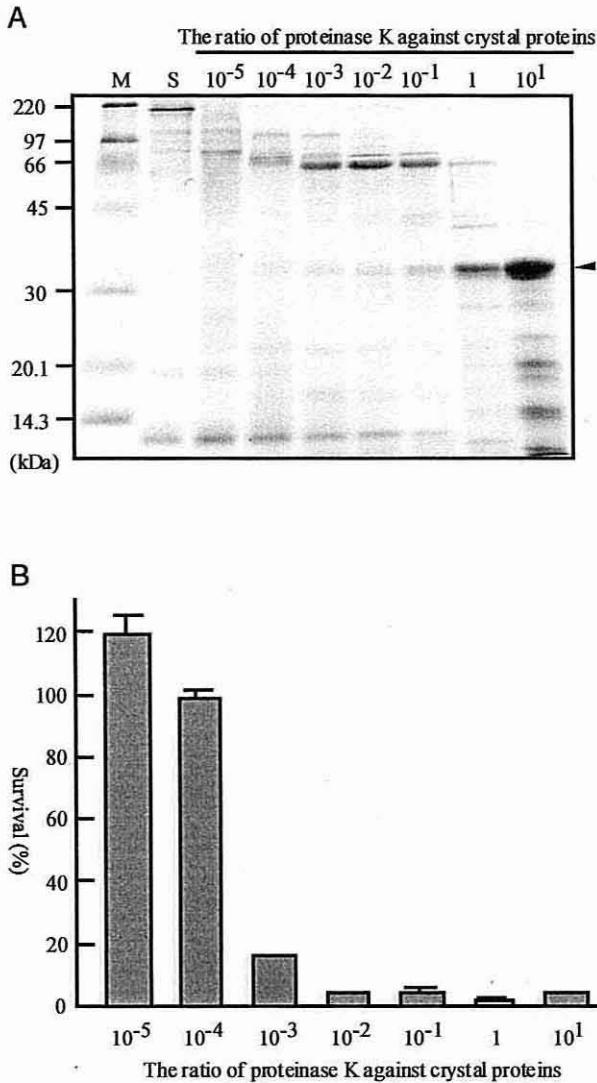 A
The ratio of proteinase K against crystal proteins
M S 10⁻⁵ 10⁻⁴ 10⁻³ 10⁻² 10⁻¹ 1 10¹
220
97
66
45
30
20.1
14.3
(kDa)
B
Survival (%)
120
100
80
60
40
20
0
10⁻⁵ 10⁻⁴ 10⁻³ 10⁻² 10⁻¹ 1 10¹
The ratio of proteinase K against crystal proteins